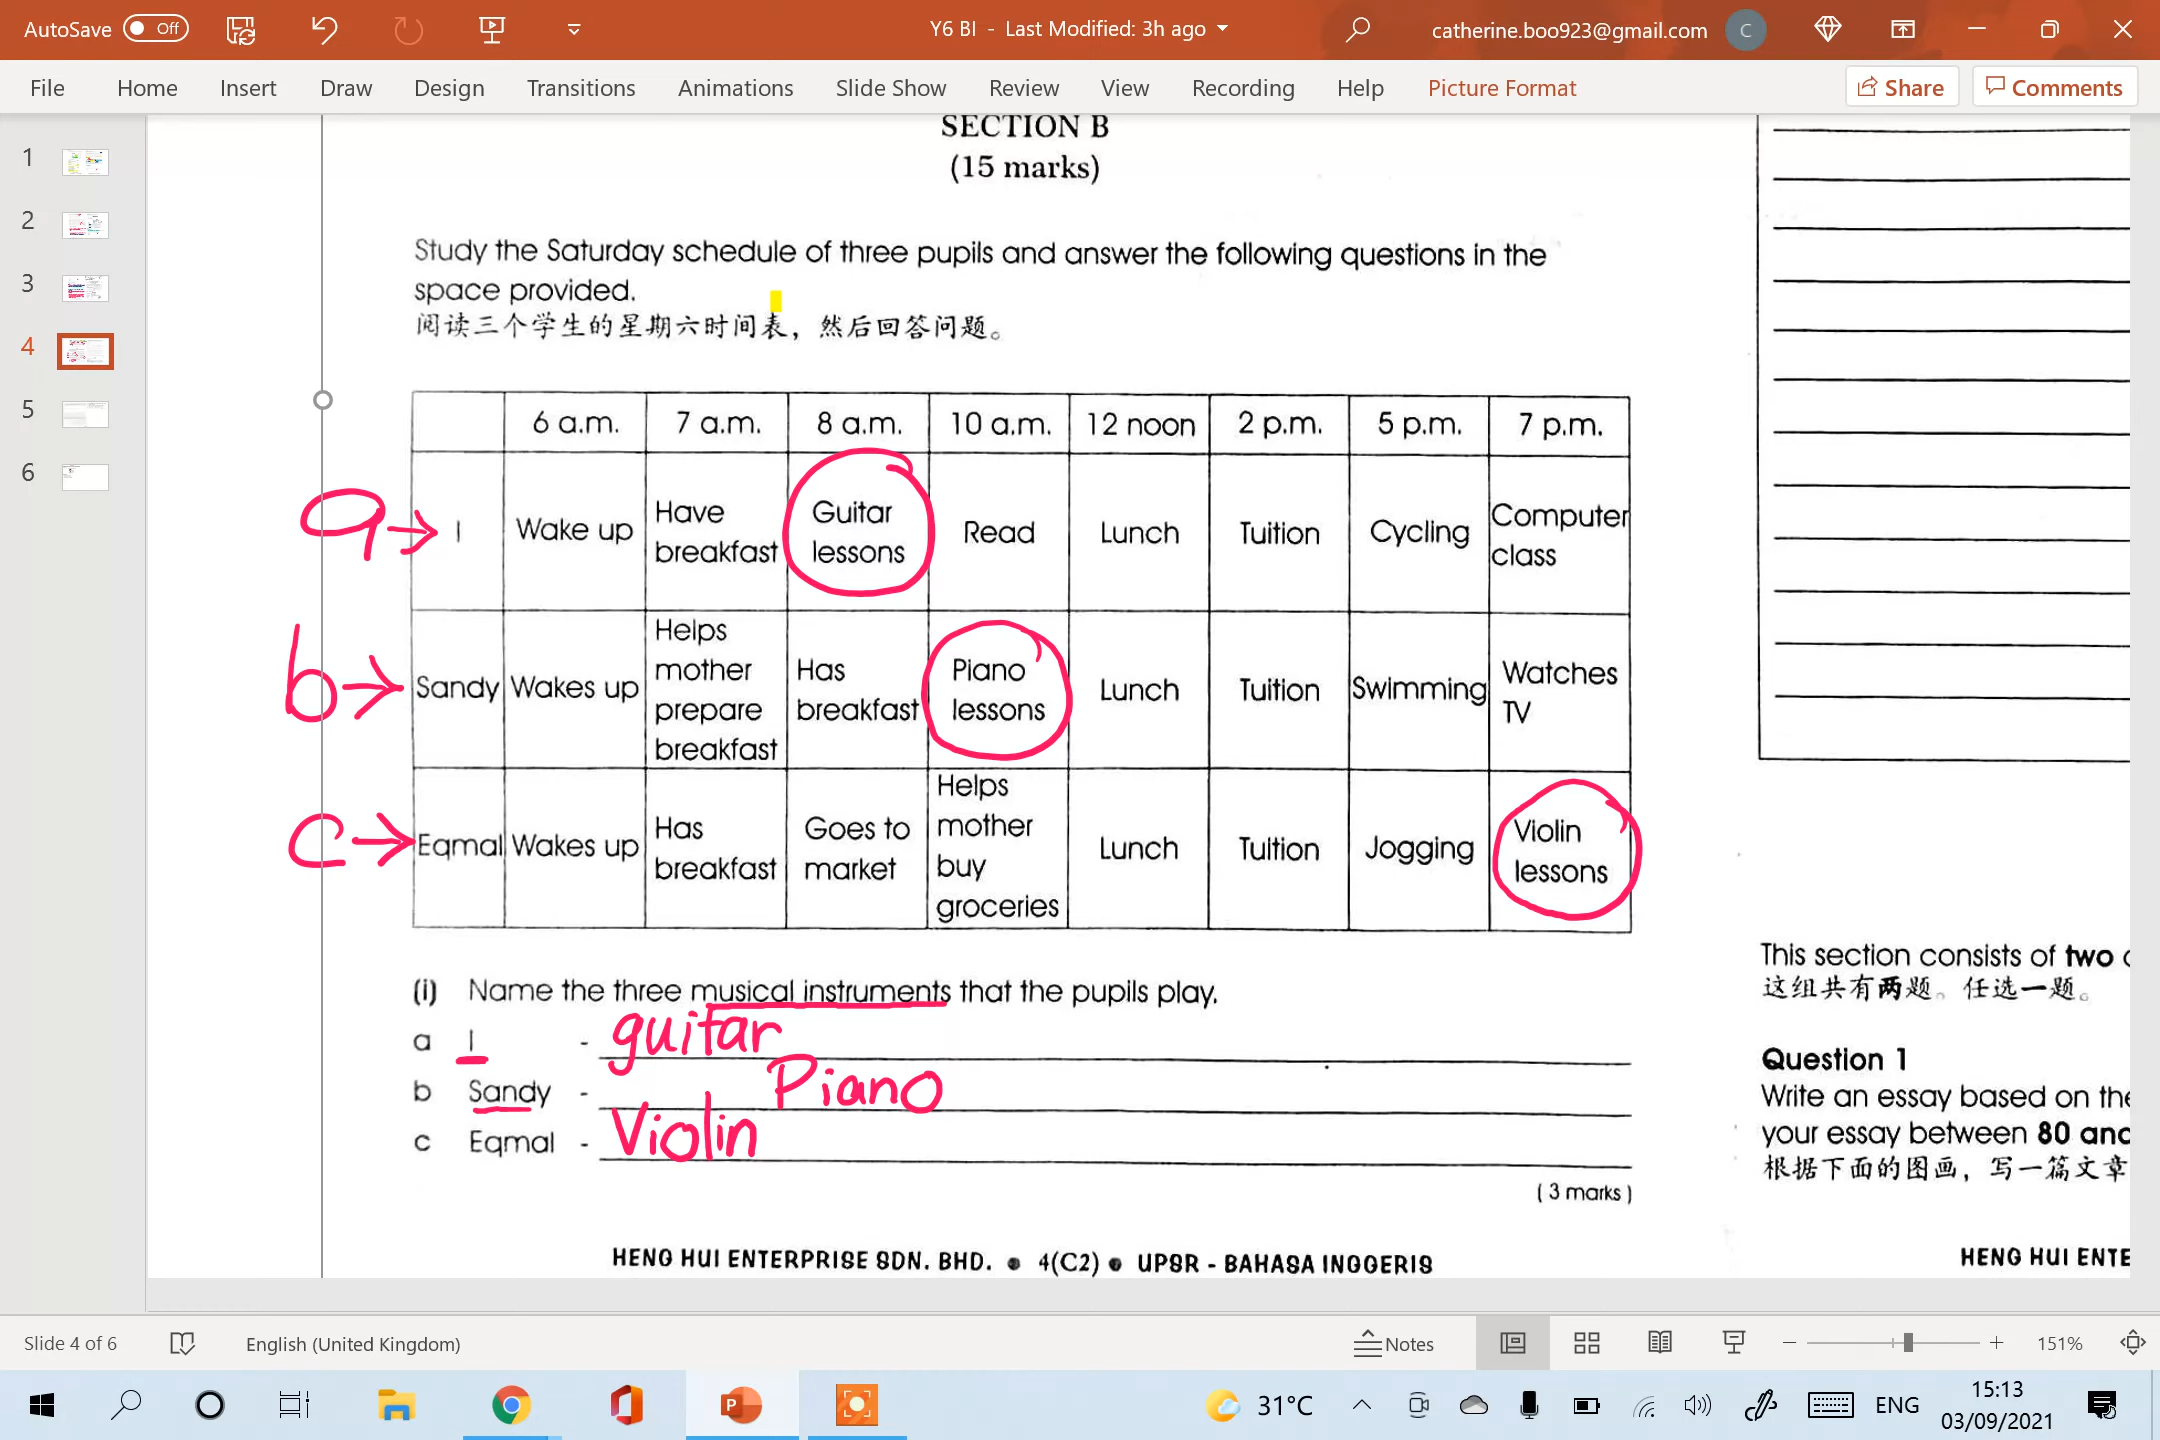 AutoSave Off Y6 BI - Last Modified: 3h ago catherine.boo923@gmail.com C
File Home Insert Draw Design Transitions Animations Slide Show Review View Recording Help Picture Format Share Comments
1
2
3
4
5
6
SECTION B
(15 marks)
Study the Saturday schedule of three pupils and answer the following questions in the
space provided.
阅读三个学生的星期六时间表，然后回答问题。
6 a.m. 7 a.m. 8 a.m. 10 a.m. 12 noon 2 p.m. 5 p.m. 7 p.m.
a → I Wake up Have breakfast Guitar lessons Read Lunch Tuition Cycling Computer class
b → Sandy Wakes up Helps mother prepare breakfast Has breakfast Piano lessons Lunch Tuition Swimming Watches TV
c → Eqmal Wakes up Has breakfast Goes to market Helps mother buy groceries Lunch Tuition Jogging Violin lessons
(i) Name the three musical instruments that the pupils play.
a I - guitar
b Sandy - Piano
c Eqmal - Violin
(3 marks)
HENG HUI ENTERPRISE SDN. BHD. ● 4(C2) ● UPSR - BAHASA INGGERIS
This section consists of two
这组共有两题。任选一题。
Question 1
Write an essay based on the
your essay between 80 and
根据下面的图画，写一篇文章
HENG HUI ENTE
Slide 4 of 6 English (United Kingdom) Notes 151%
31°C ENG 15:13
03/09/2021